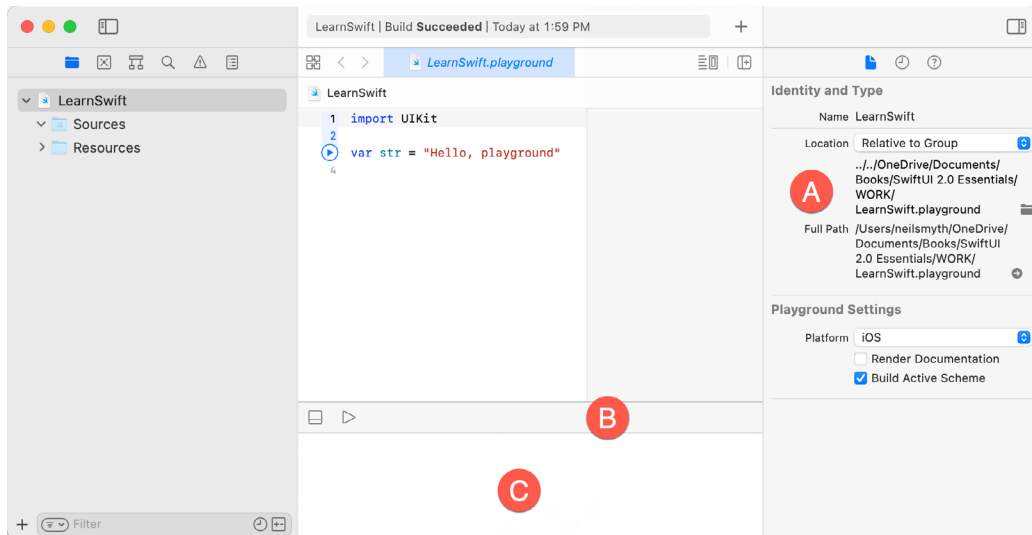 LearnSwift | Build Succeeded | Today at 1:59 PM
LearnSwift.playground
LearnSwift
Sources
Resources
LearnSwift
1 import UIKit
2
var str = "Hello, playground"
4
Identity and Type
Name LearnSwift
Location Relative to Group
../../OneDrive/Documents/
Books/SwiftUI 2.0 Essentials/
WORK/
LearnSwift.playground
Full Path /Users/neilsmyth/OneDrive/
Documents/Books/SwiftUI
2.0 Essentials/WORK/
LearnSwift.playground
Playground Settings
Platform iOS
Render Documentation
Build Active Scheme
A
B
C
Filter